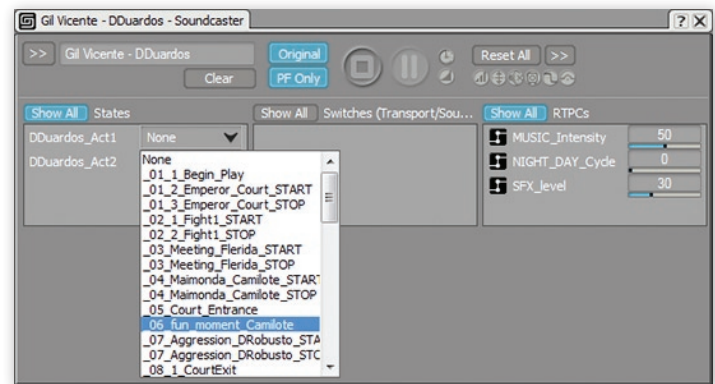 Gil Vicente - DDuardos - Soundcaster
? X
>> Gil Vicente - DDuardos Original Reset All >>
Clear PF Only
Show All States Show All Switches (Transport/Sou... Show All RTPCs
DDuardos_Act1 None MUSIC_Intensity 50
DDuardos_Act2 NIGHT_DAY_Cycle 0
SFX_level 30
None
_01_1_Begin_Play
_01_2_Emperor_Court_START
_01_3_Emperor_Court_STOP
_02_1_Fight1_START
_02_2_Fight1_STOP
_03_Meeting_Flerida_START
_03_Meeting_Flerida_STOP
_04_Maimonda_Camilote_START
_04_Maimonda_Camilote_STOP
_05_Court_Entrance
_06_fun_moment_Camilote
_07_Aggression_DRobusto_STA
_07_Aggression_DRobusto_STC
_08_1_CourtExit